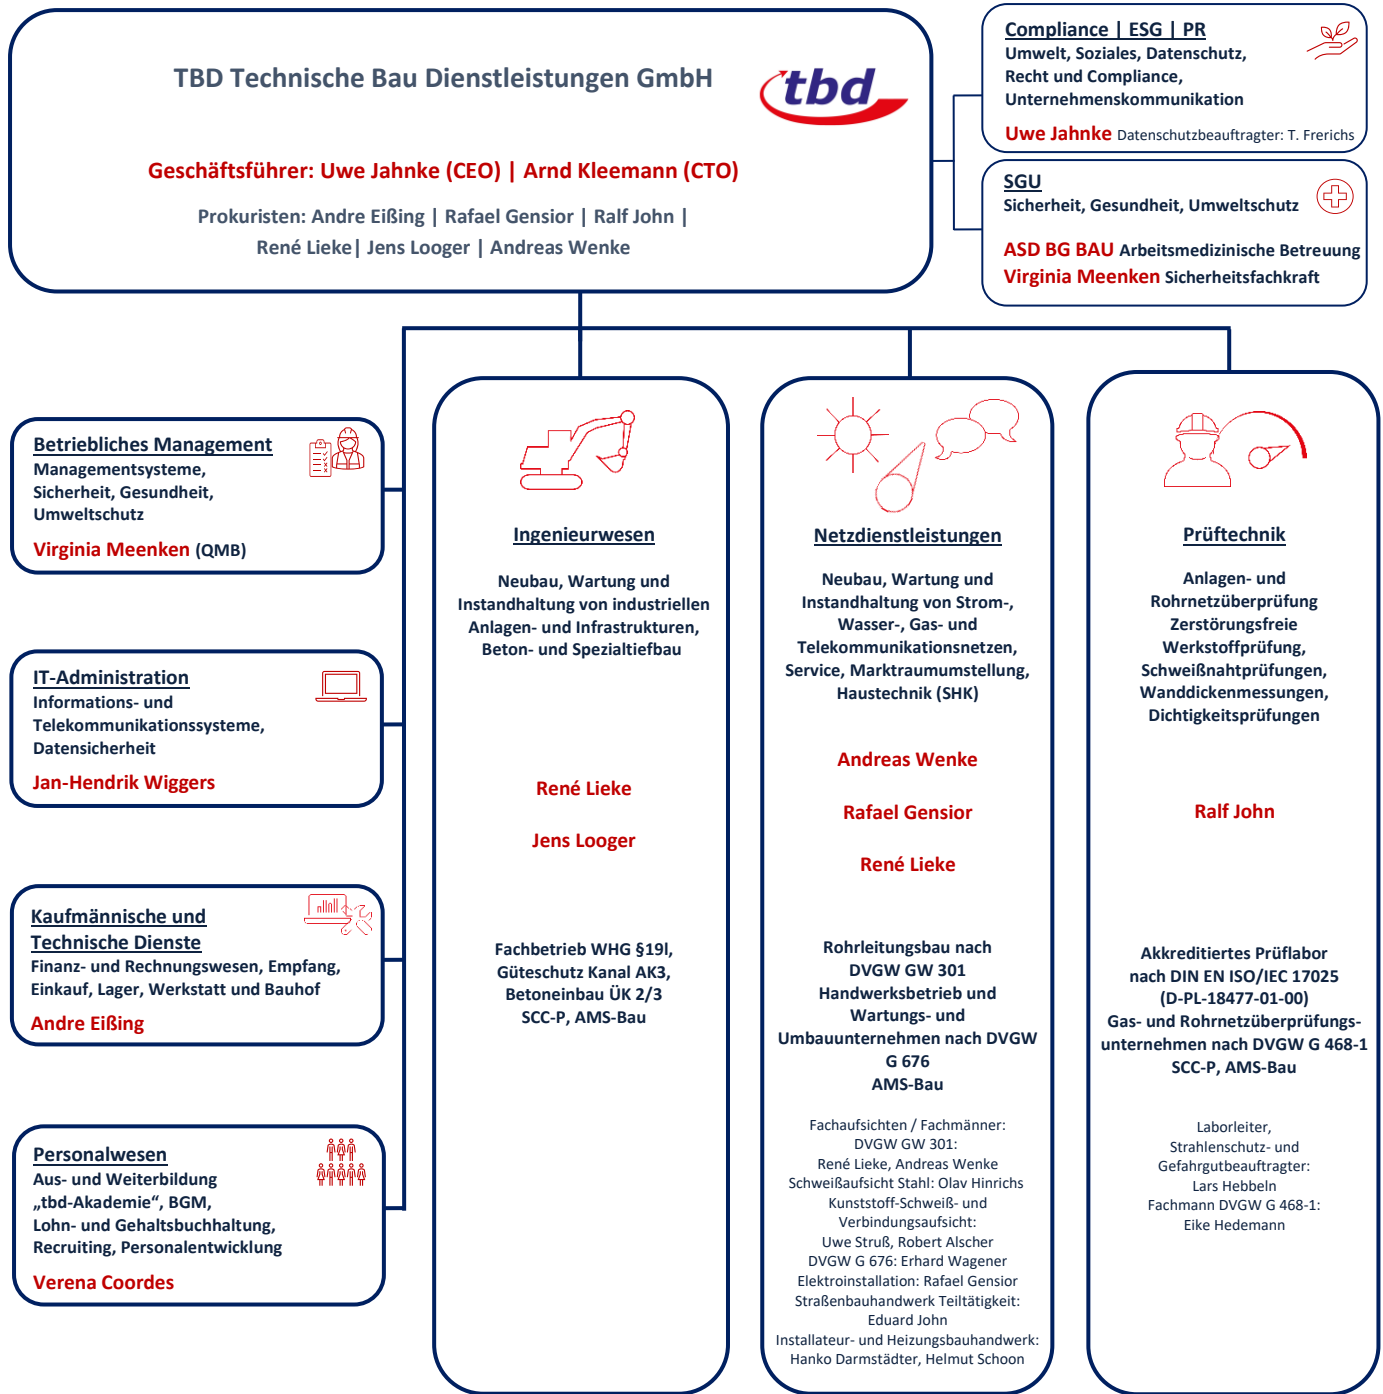 TBD Technische Bau Dienstleistungen GmbH
tbd
Geschäftsführer: Uwe Jahnke (CEO) | Arnd Kleemann (CTO)
Prokuristen: Andre Eißing | Rafael Gensior | Ralf John |
René Lieke| Jens Looger | Andreas Wenke
Compliance | ESG | PR
Umwelt, Soziales, Datenschutz,
Recht und Compliance,
Unternehmenskommunikation
Uwe Jahnke Datenschutzbeauftragter: T. Frerichs
SGU
Sicherheit, Gesundheit, Umweltschutz
ASD BG BAU Arbeitsmedizinische Betreuung
Virginia Meenken Sicherheitsfachkraft
Betriebliches Management
Managementsysteme,
Sicherheit, Gesundheit,
Umweltschutz
Virginia Meenken (QMB)
IT-Administration
Informations- und
Telekommunikationssysteme,
Datensicherheit
Jan-Hendrik Wiggers
Kaufmännische und
Technische Dienste
Finanz- und Rechnungswesen, Empfang,
Einkauf, Lager, Werkstatt und Bauhof
Andre Eißing
Personalwesen
Aus- und Weiterbildung
„tbd-Akademie“, BGM,
Lohn- und Gehaltsbuchhaltung,
Recruiting, Personalentwicklung
Verena Coordes
Ingenieurwesen
Neubau, Wartung und
Instandhaltung von industriellen
Anlagen- und Infrastrukturen,
Beton- und Spezialtiefbau
René Lieke
Jens Looger
Fachbetrieb WHG §19l,
Güteschutz Kanal AK3,
Betoneinbau ÜK 2/3
SCC-P, AMS-Bau
Netzdienstleistungen
Neubau, Wartung und
Instandhaltung von Strom-,
Wasser-, Gas- und
Telekommunikationsnetzen,
Service, Marktraumumstellung,
Haustechnik (SHK)
Andreas Wenke
Rafael Gensior
René Lieke
Rohrleitungsbau nach
DVGW GW 301
Handwerksbetrieb und
Wartungs- und
Umbauunternehmen nach DVGW
G 676
AMS-Bau
Fachaufsichten / Fachmänner:
DVGW GW 301:
René Lieke, Andreas Wenke
Schweißaufsicht Stahl: Olav Hinrichs
Kunststoff-Schweiß- und
Verbindungsaufsicht:
Uwe Struß, Robert Alscher
DVGW G 676: Erhard Wagener
Elektroinstallation: Rafael Gensior
Straßenbauhandwerk Teiltätigkeit:
Eduard John
Installateur- und Heizungsbauhandwerk:
Hanko Darmstädter, Helmut Schoon
Prüftechnik
Anlagen- und
Rohrnetzüberprüfung
Zerstörungsfreie
Werkstoffprüfung,
Schweißnahtprüfungen,
Wanddickenmessungen,
Dichtigkeitsprüfungen
Ralf John
Akkreditiertes Prüflabor
nach DIN EN ISO/IEC 17025
(D-PL-18477-01-00)
Gas- und Rohrnetzüberprüfungs-
unternehmen nach DVGW G 468-1
SCC-P, AMS-Bau
Laborleiter,
Strahlenschutz- und
Gefahrgutbeauftragter:
Lars Hebbeln
Fachmann DVGW G 468-1:
Eike Hedemann